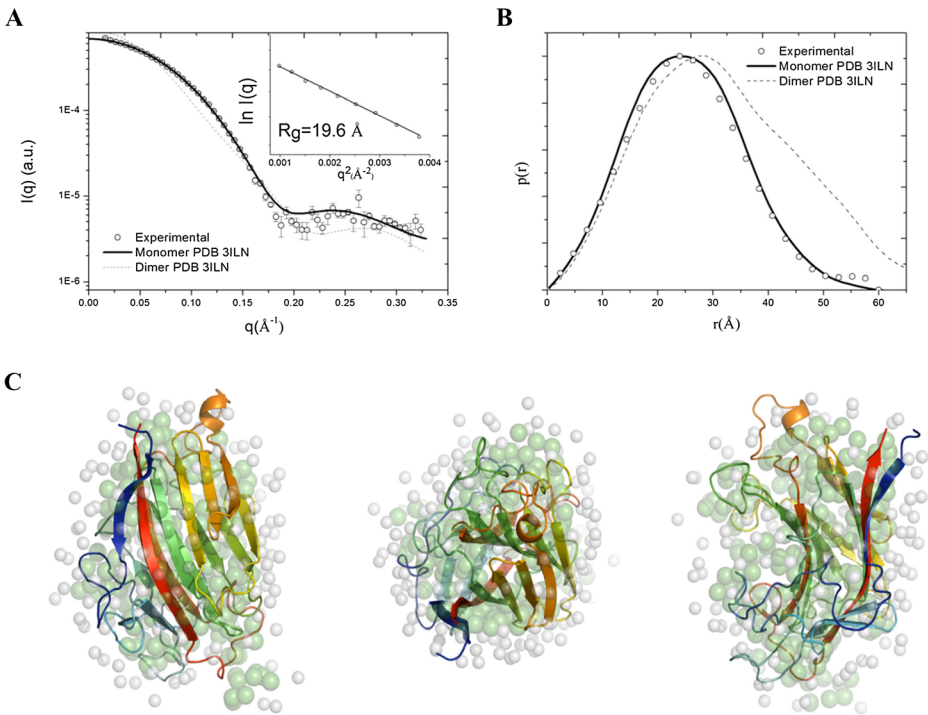 A
I(q) (a.u.)
1E-4
1E-5
1E-6
0.00 0.05 0.10 0.15 0.20 0.25 0.30 0.35
q(Å⁻¹)
Experimental
Monomer PDB 3ILN
Dimer PDB 3ILN
ln I(q)
Rg=19.6 Å
0.001 0.002 0.003 0.004
q²(Å⁻²)
B
p(r)
Experimental
Monomer PDB 3ILN
Dimer PDB 3ILN
0 10 20 30 40 50 60
r(Å)
C